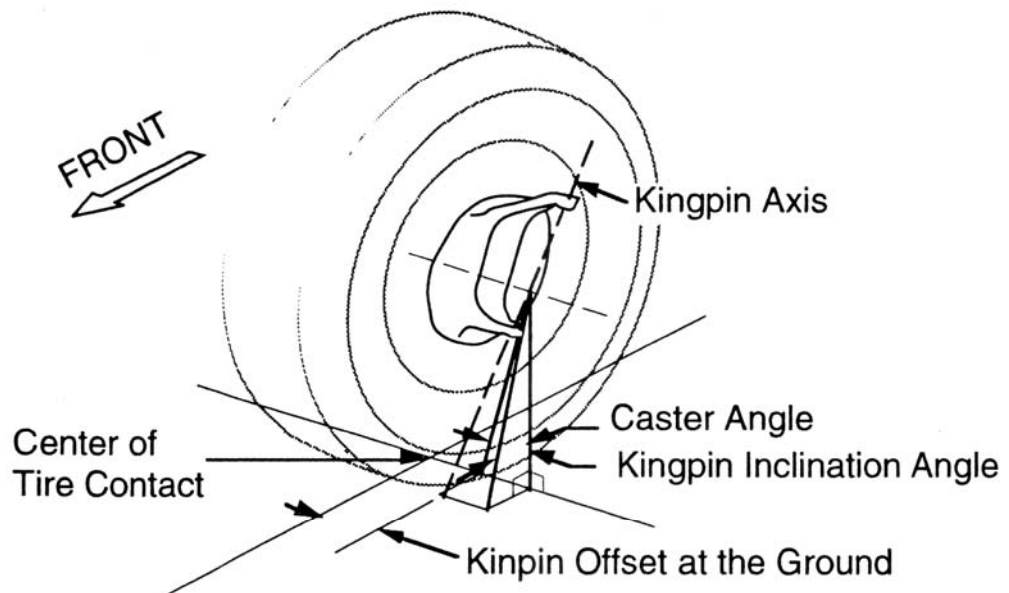 FRONT
Kingpin Axis
Caster Angle
Center of
Tire Contact
Kingpin Inclination Angle
Kinpin Offset at the Ground